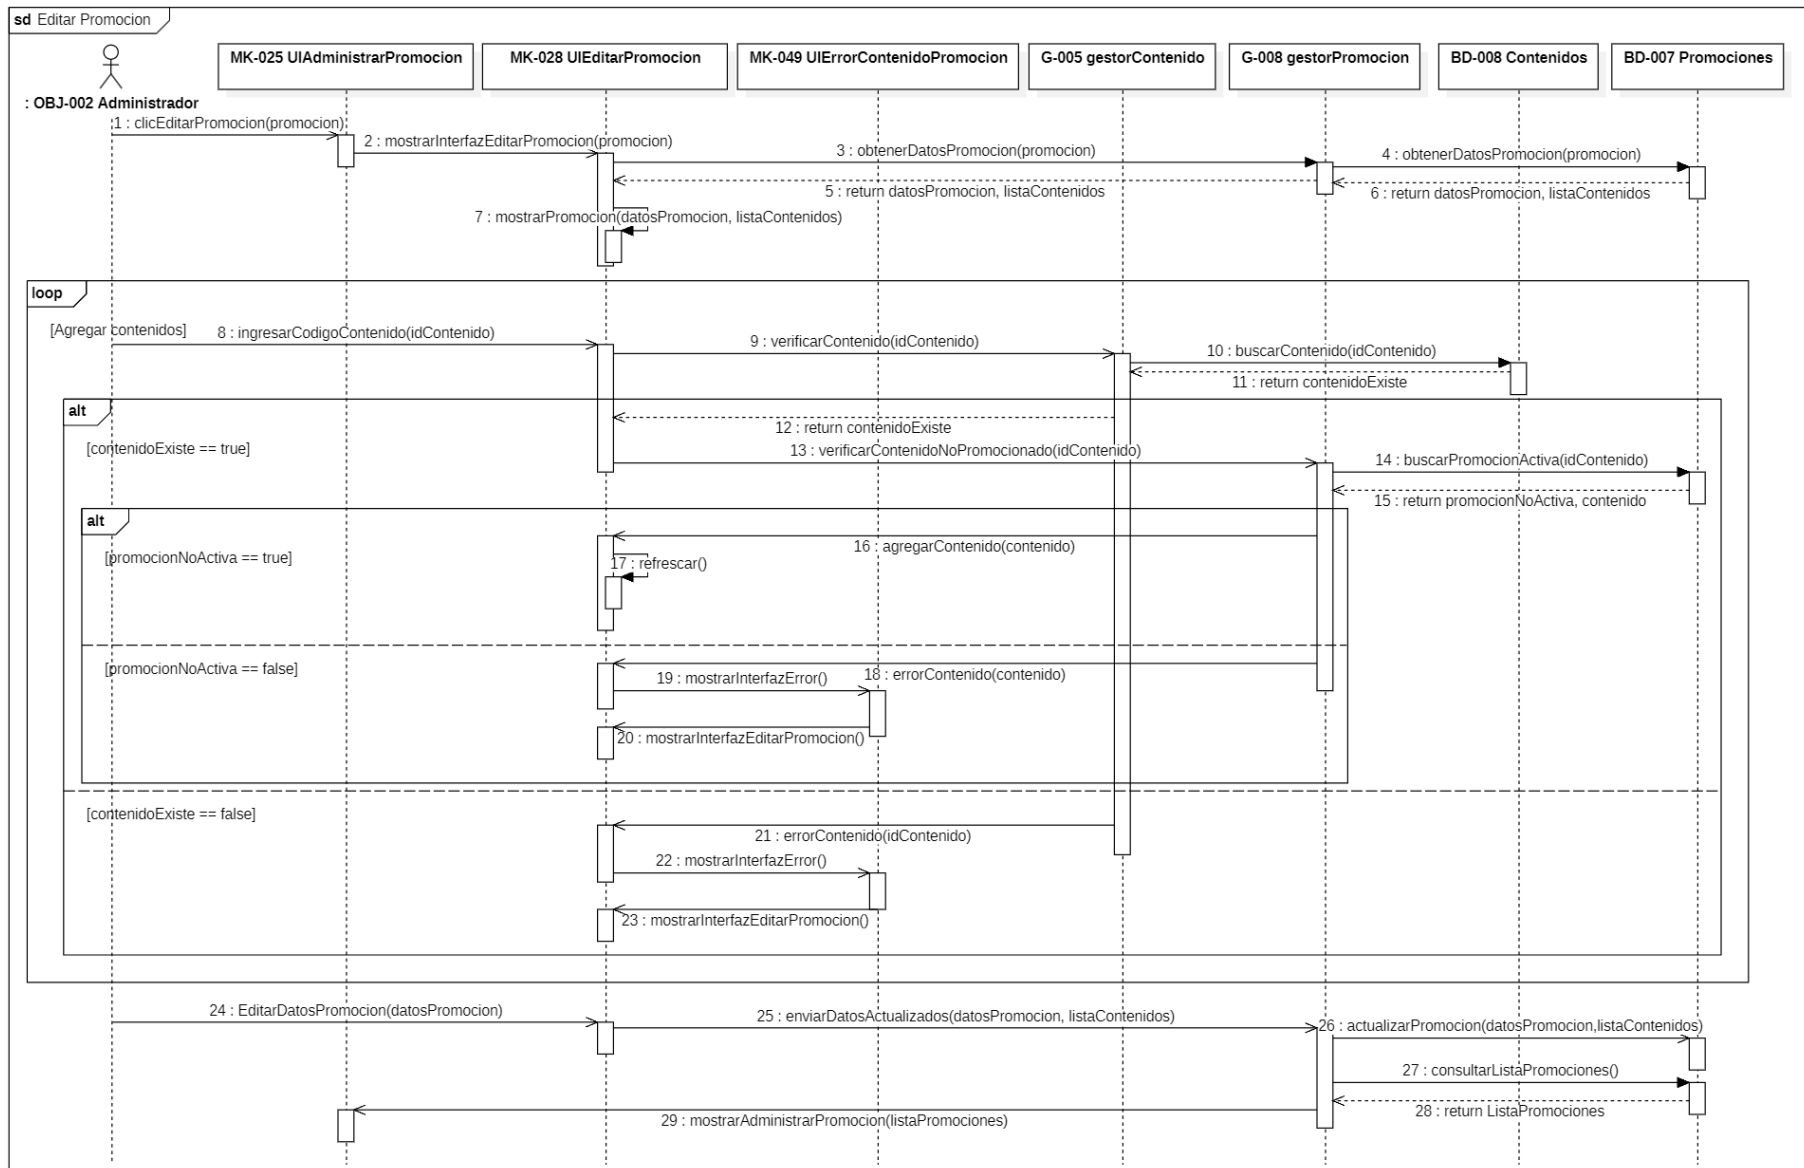 sd Editar Promocion
MK-025 UIAdministrarPromocion
MK-028 UIEditarPromocion
MK-049 UIErrorContenidoPromocion
G-005 gestorContenido
G-008 gestorPromocion
BD-008 Contenidos
BD-007 Promociones
: OBJ-002 Administrador
1 : clicEditarPromocion(promocion)
2 : mostrarInterfazEditarPromocion(promocion)
3 : obtenerDatosPromocion(promocion)
4 : obtenerDatosPromocion(promocion)
5 : return datosPromocion, listaContenidos
6 : return datosPromocion, listaContenidos
7 : mostrarPromocion(datosPromocion, listaContenidos)
loop
[Agregar contenidos]
8 : ingresarCodigoContenido(idContenido)
9 : verificarContenido(idContenido)
10 : buscarContenido(idContenido)
11 : return contenidoExiste
alt
12 : return contenidoExiste
[contenidoExiste == true]
13 : verificarContenidoNoPromocionado(idContenido)
14 : buscarPromocionActiva(idContenido)
15 : return promocionNoActiva, contenido
alt
16 : agregarContenido(contenido)
[promocionNoActiva == true]
17 : refrescar()
[promocionNoActiva == false]
18 : errorContenido(contenido)
19 : mostrarInterfazError()
20 : mostrarInterfazEditarPromocion()
[contenidoExiste == false]
21 : errorContenido(idContenido)
22 : mostrarInterfazError()
23 : mostrarInterfazEditarPromocion()
24 : EditarDatosPromocion(datosPromocion)
25 : enviarDatosActualizados(datosPromocion, listaContenidos)
26 : actualizarPromocion(datosPromocion,listaContenidos)
27 : consultarListaPromociones()
28 : return ListaPromociones
29 : mostrarAdministrarPromocion(listaPromociones)